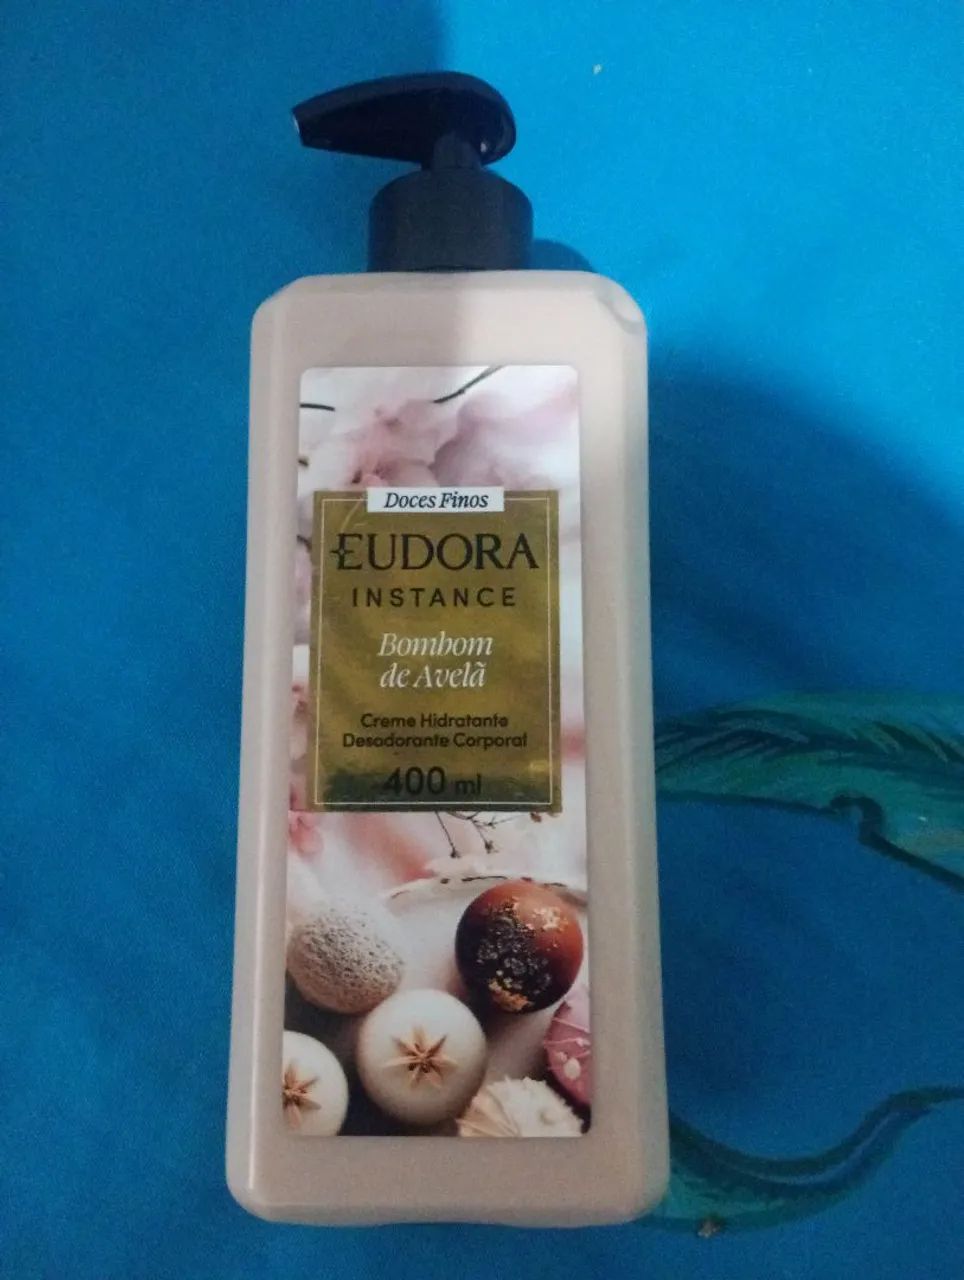 Doces Finos
EUDORA
INSTANCE
Bombom
de Avelã
Creme Hidratante
Desodorante Corporal
400 ml